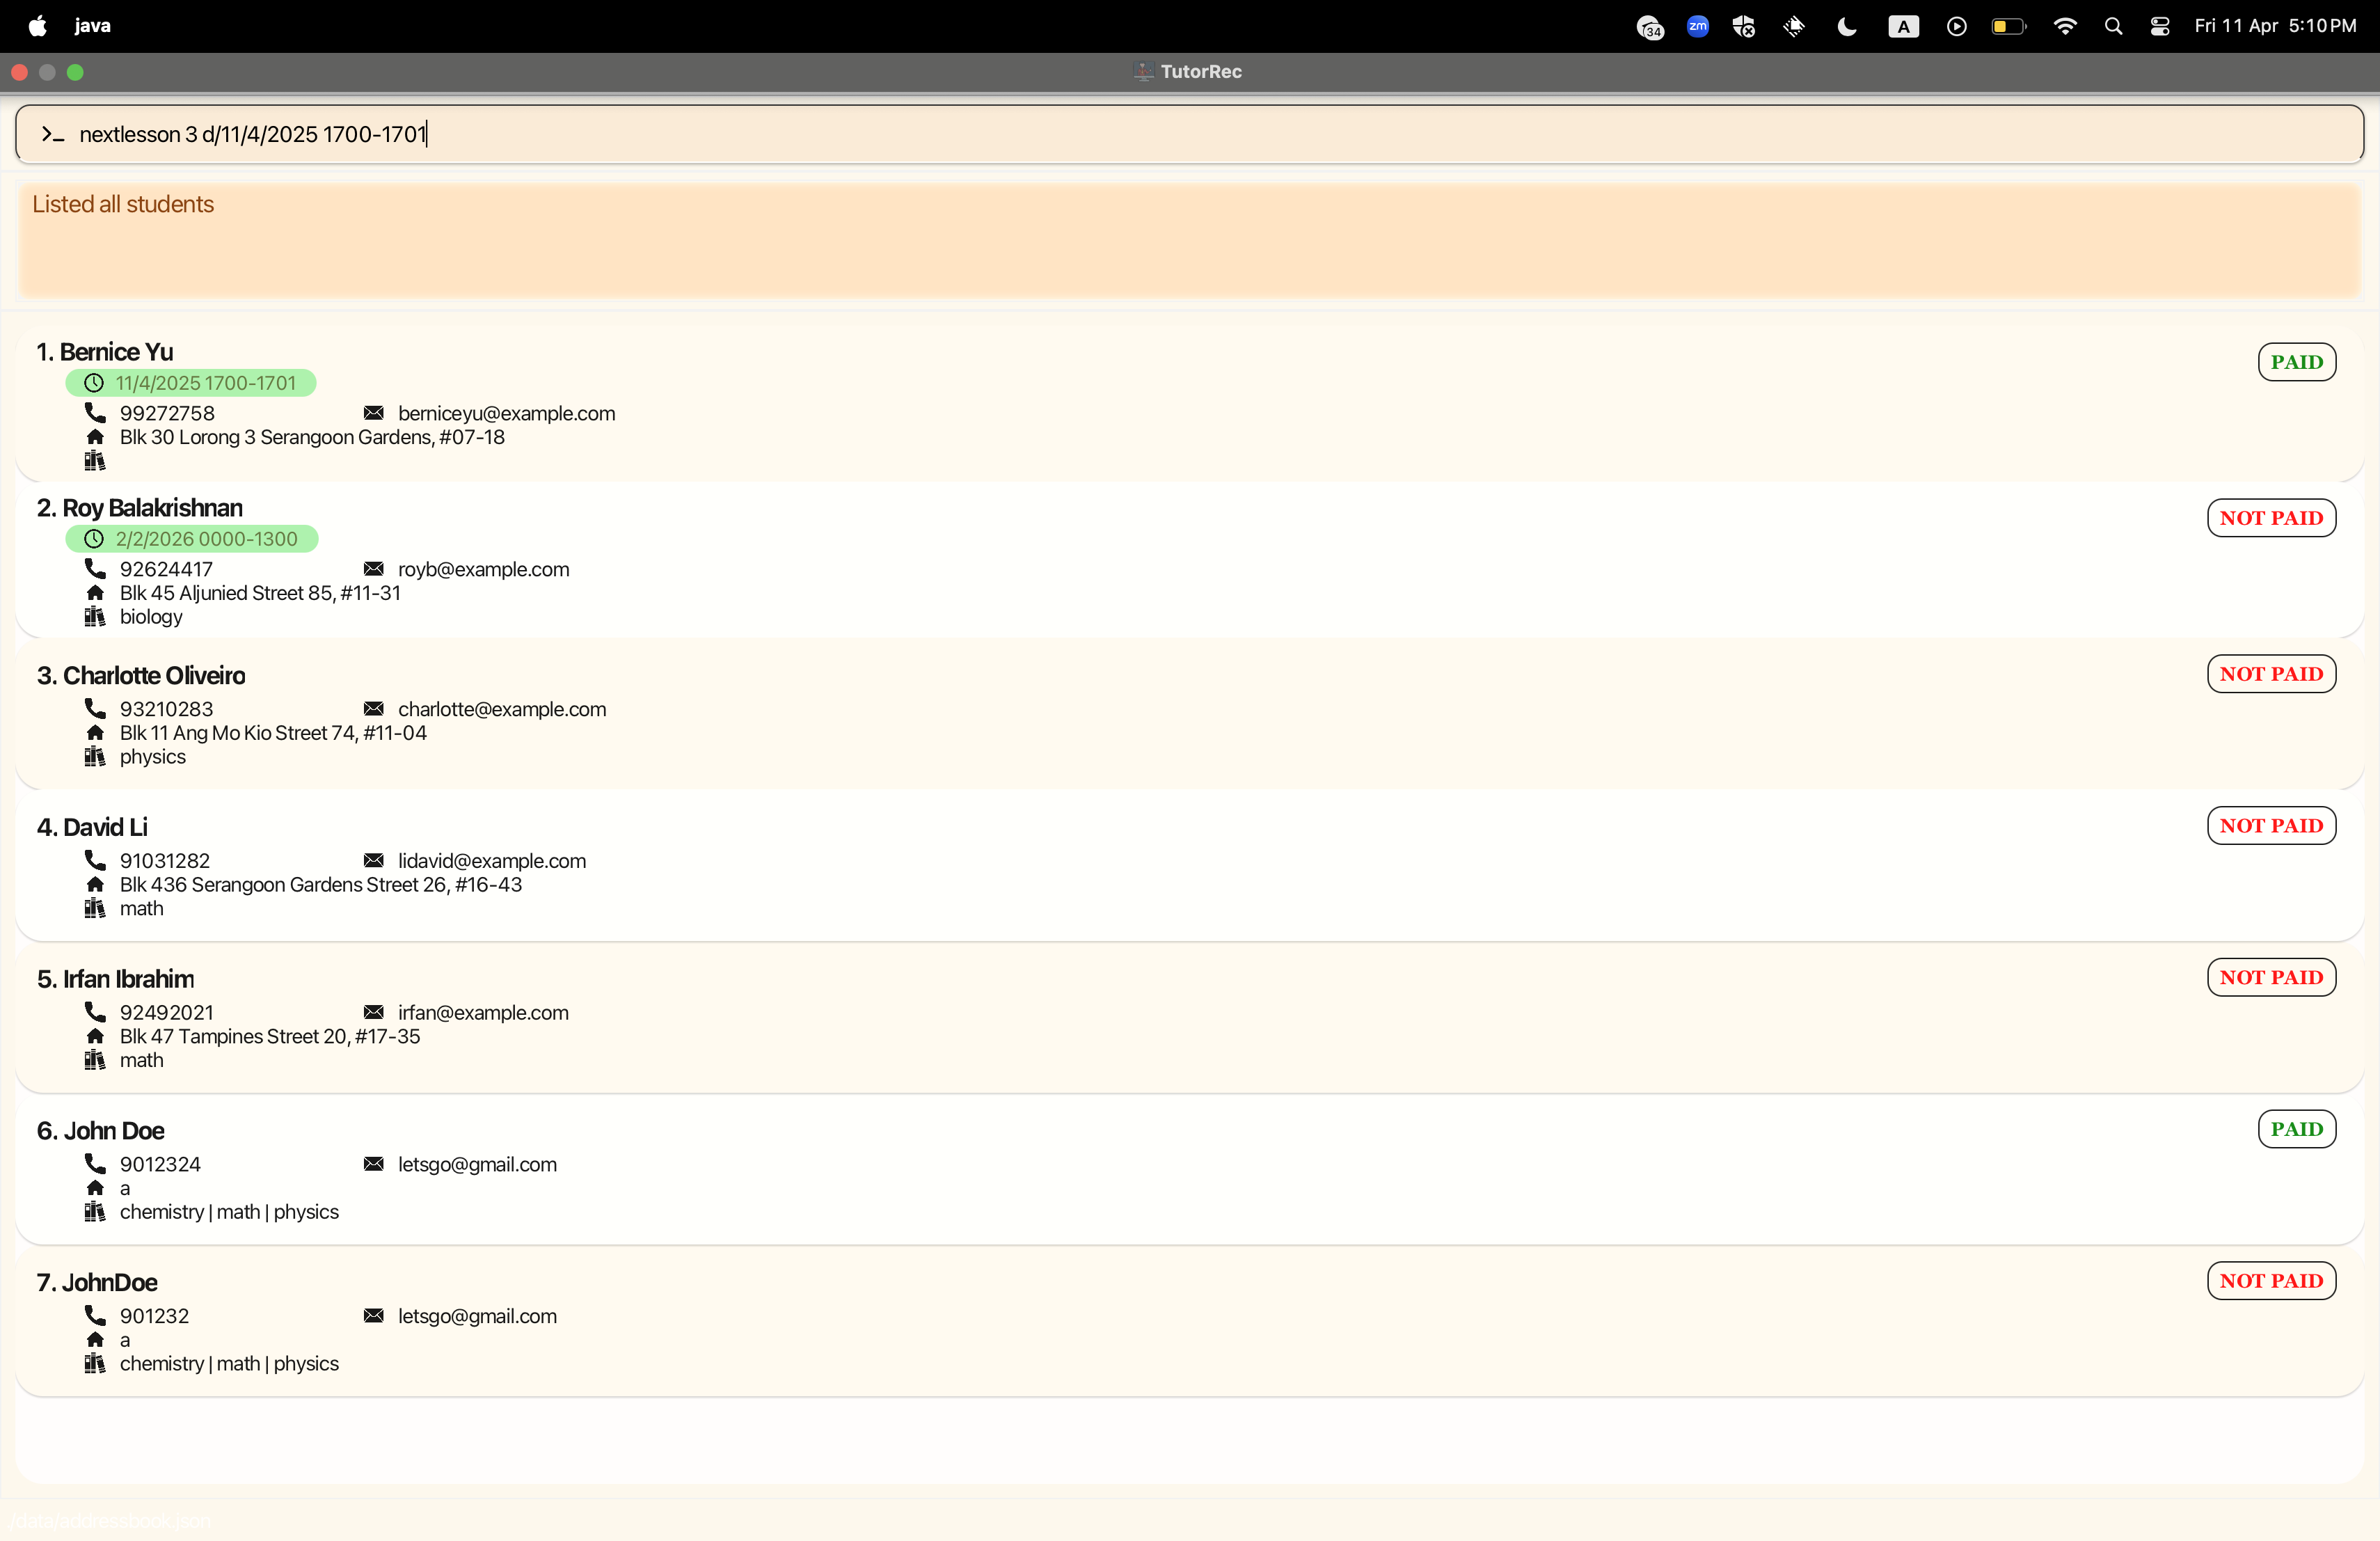 java
34
zm
A
Fri 11 Apr 5:10 PM
TutorRec
>_ nextlesson 3 d/11/4/2025 1700-1701
Listed all students
1. Bernice Yu
PAID
11/4/2025 1700-1701
99272758 berniceyu@example.com
Blk 30 Lorong 3 Serangoon Gardens, #07-18
2. Roy Balakrishnan
NOT PAID
2/2/2026 0000-1300
92624417 royb@example.com
Blk 45 Aljunied Street 85, #11-31
biology
3. Charlotte Oliveiro
NOT PAID
93210283 charlotte@example.com
Blk 11 Ang Mo Kio Street 74, #11-04
physics
4. David Li
NOT PAID
91031282 lidavid@example.com
Blk 436 Serangoon Gardens Street 26, #16-43
math
5. Irfan Ibrahim
NOT PAID
92492021 irfan@example.com
Blk 47 Tampines Street 20, #17-35
math
6. John Doe
PAID
9012324 letsgo@gmail.com
a
chemistry | math | physics
7. JohnDoe
NOT PAID
901232 letsgo@gmail.com
a
chemistry | math | physics
/data/addressbook.json